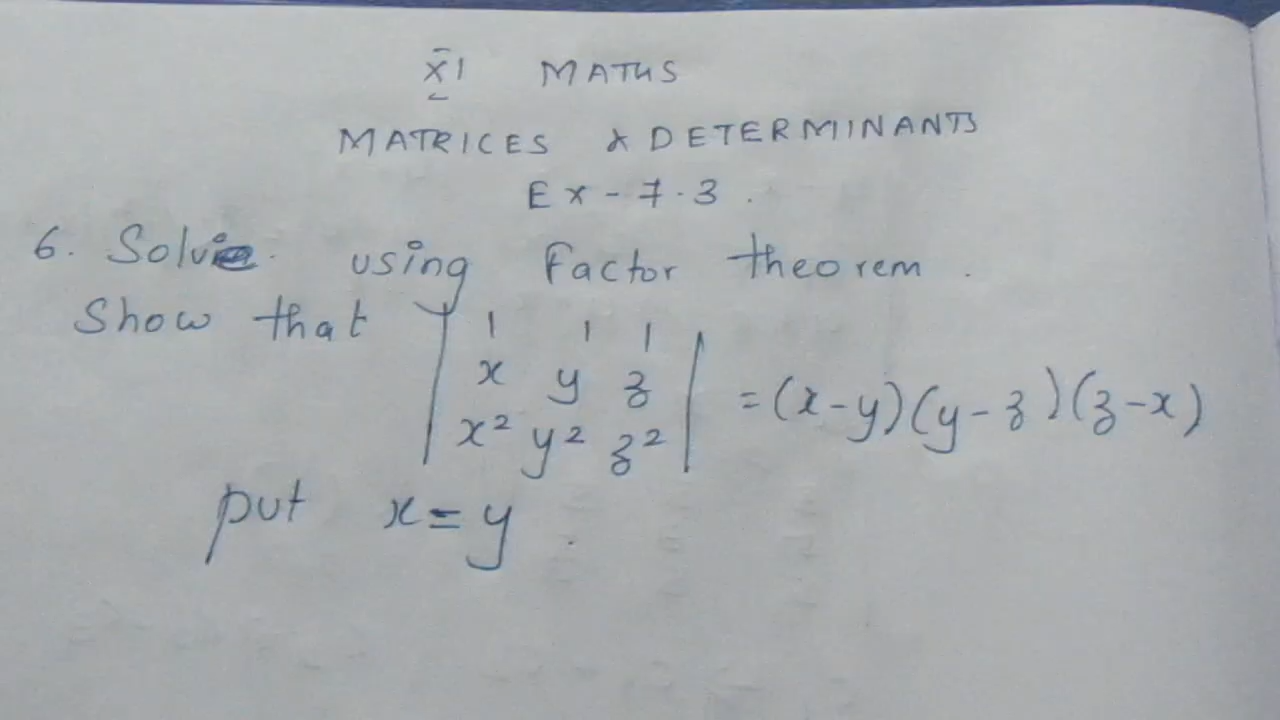 XI MATHS
MATRICES & DETERMINANTS
Ex - 7.3.
6. Solve using Factor theorem.
Show that | 1 1 1 |
| x y z | = (x-y)(y-z)(z-x)
| x² y² z² |
put x = y.